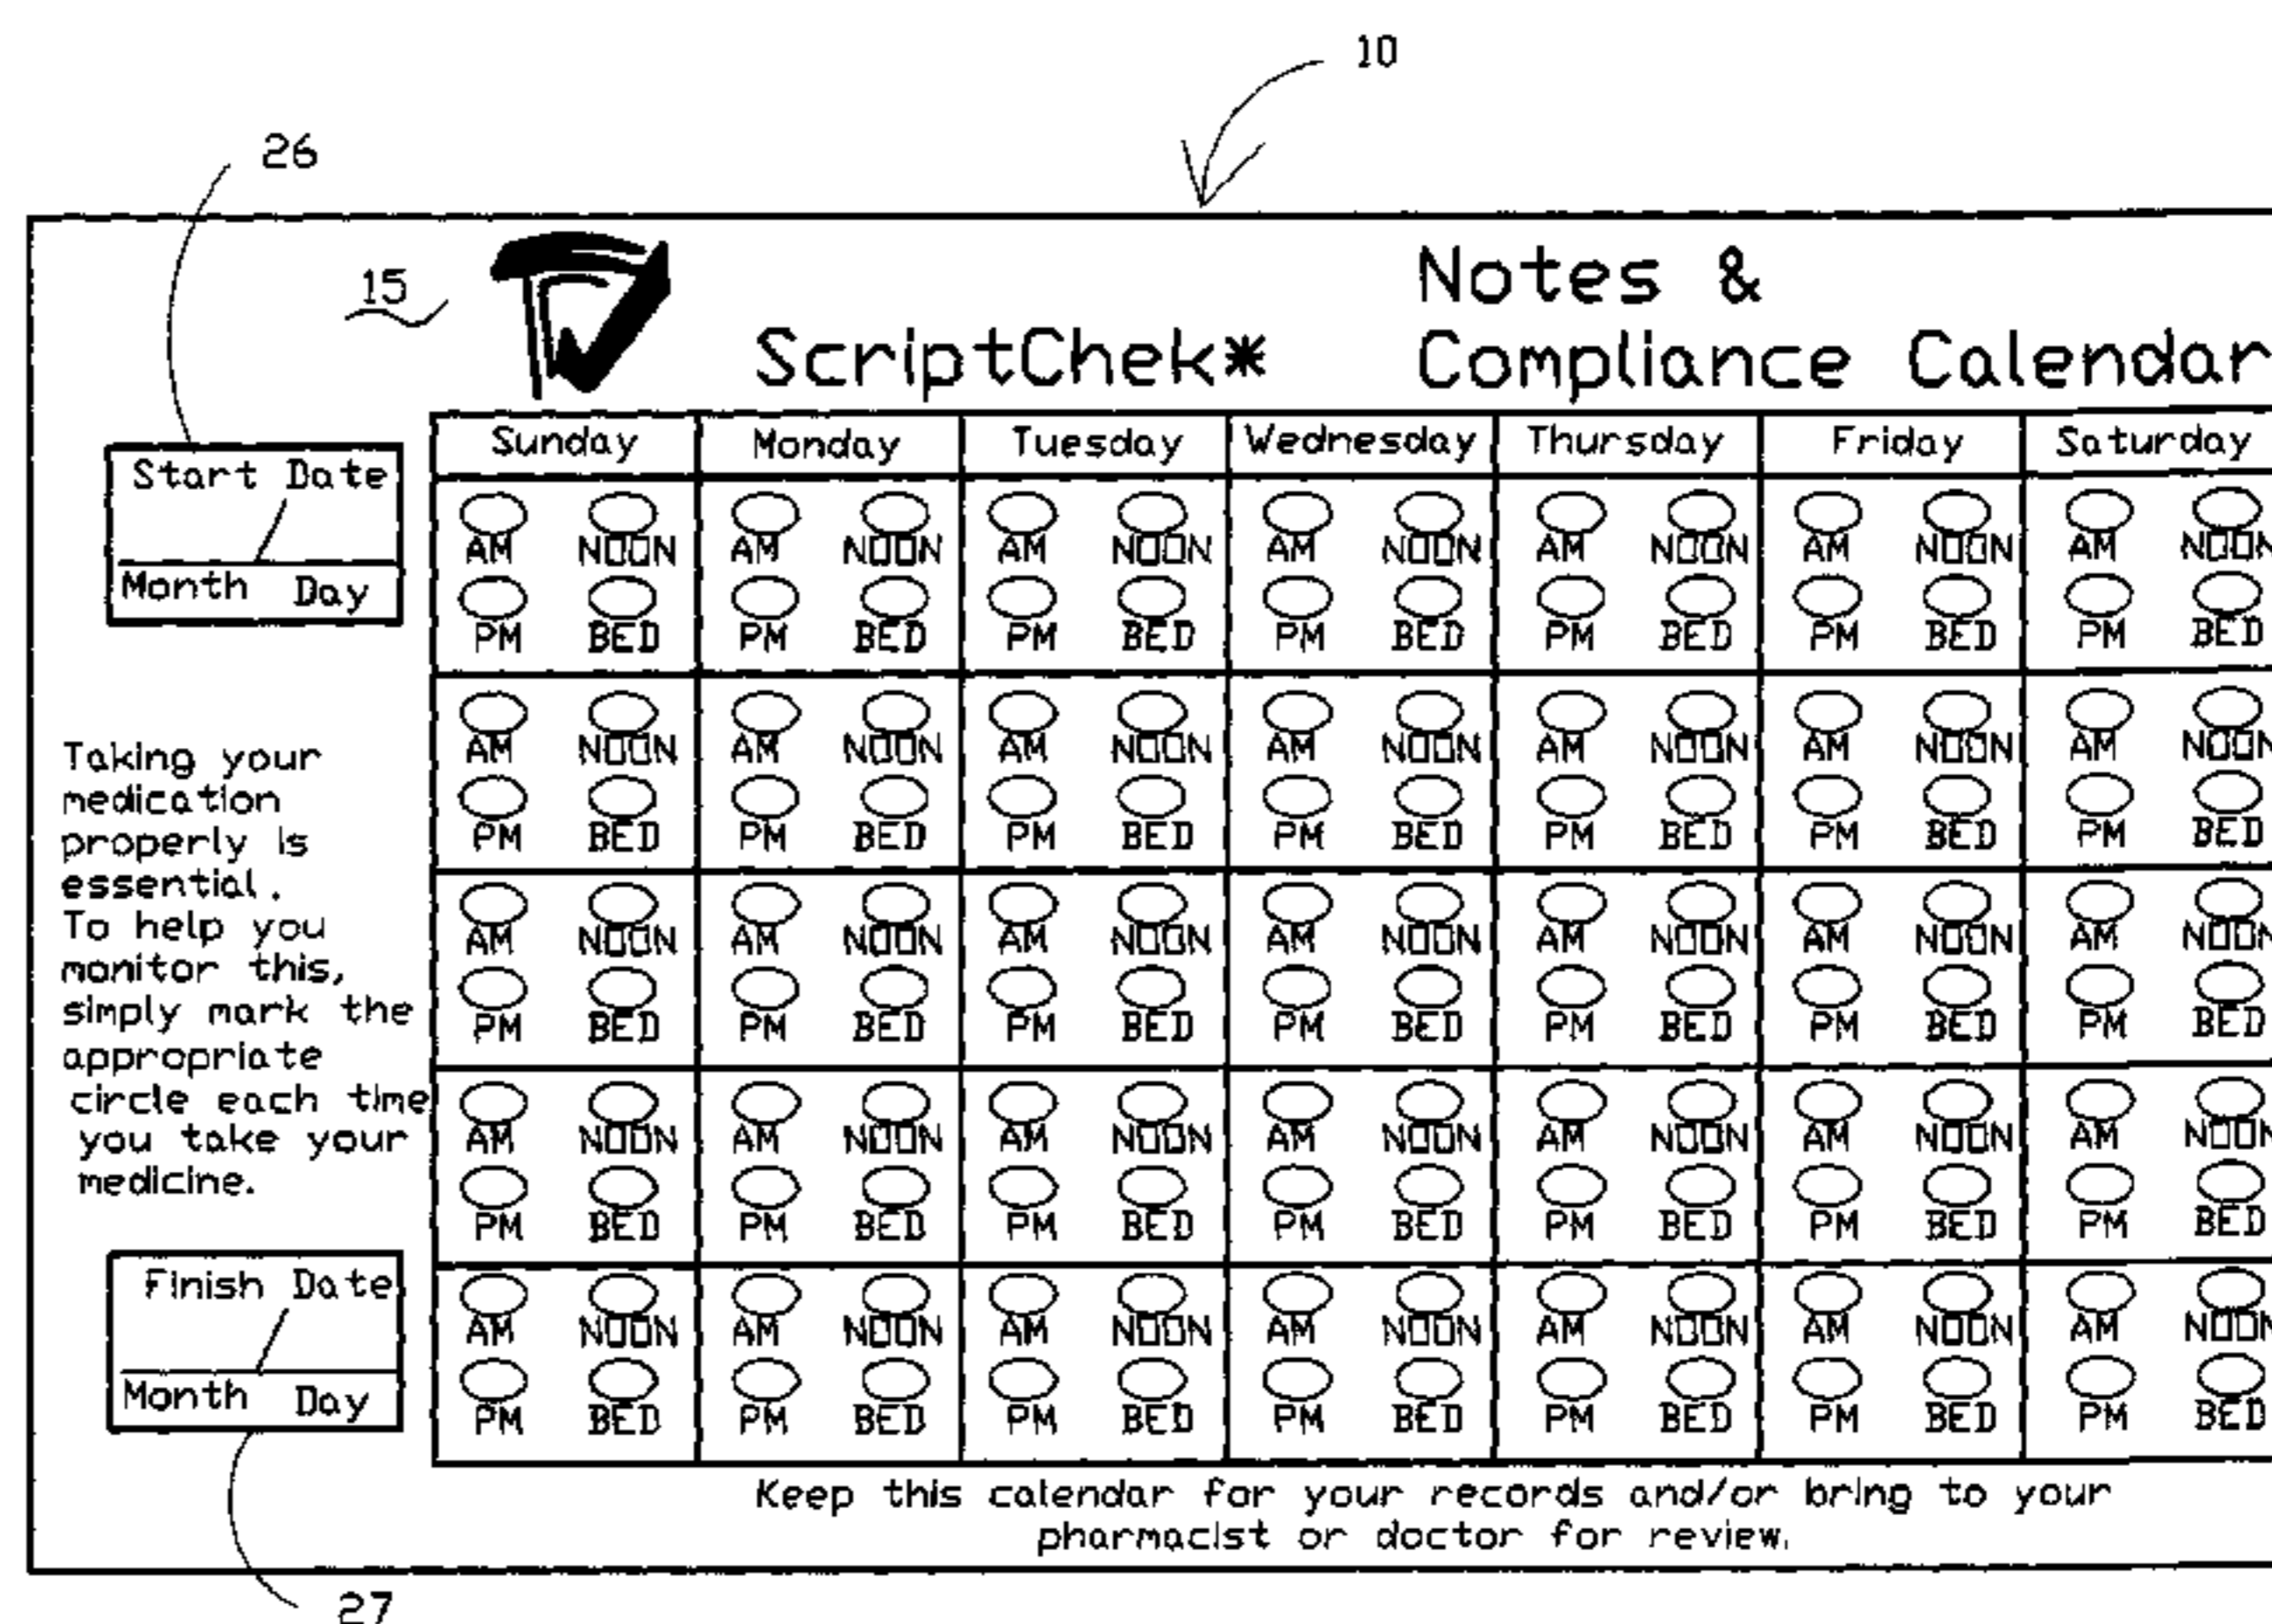 10
26
15
Notes &
ScriptChek*
Compliance Calendar
Sunday Monday Tuesday Wednesday Thursday Friday Saturday
Start Date
Month Day
AM NOON AM NOON AM NOON AM NOON AM NOON AM NOON AM NOON
PM BED PM BED PM BED PM BED PM BED PM BED PM BED
AM NOON AM NOON AM NOON AM NOON AM NOON AM NOON AM NOON
PM BED PM BED PM BED PM BED PM BED PM BED PM BED
AM NOON AM NOON AM NOON AM NOON AM NOON AM NOON AM NOON
PM BED PM BED PM BED PM BED PM BED PM BED PM BED
AM NOON AM NOON AM NOON AM NOON AM NOON AM NOON AM NOON
PM BED PM BED PM BED PM BED PM BED PM BED PM BED
AM NOON AM NOON AM NOON AM NOON AM NOON AM NOON AM NOON
PM BED PM BED PM BED PM BED PM BED PM BED PM BED
Taking your
medication
properly is
essential.
To help you
monitor this,
simply mark the
appropriate
circle each time
you take your
medicine.
Finish Date
Month Day
Keep this calendar for your records and/or bring to your
pharmacist or doctor for review.
27